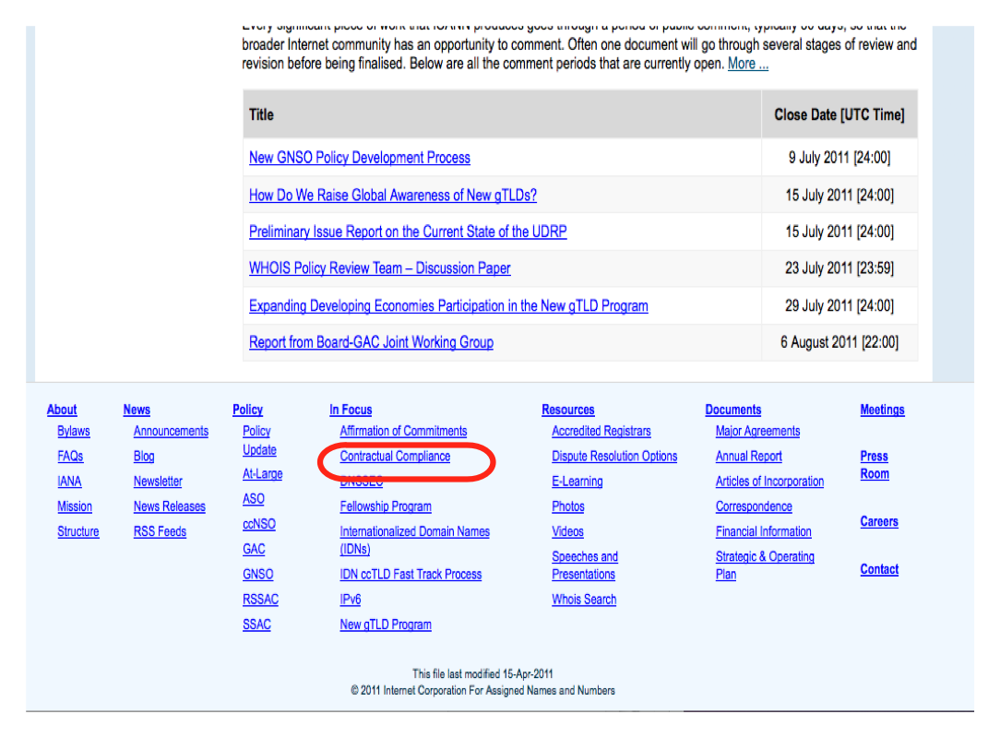 Every significant piece of work that ICANN produces goes through a period of public comment, typically 30 days, so that the
broader Internet community has an opportunity to comment. Often one document will go through several stages of review and
revision before being finalised. Below are all the comment periods that are currently open. More ...
Title Close Date [UTC Time]
New GNSO Policy Development Process 9 July 2011 [24:00]
How Do We Raise Global Awareness of New gTLDs? 15 July 2011 [24:00]
Preliminary Issue Report on the Current State of the UDRP 15 July 2011 [24:00]
WHOIS Policy Review Team – Discussion Paper 23 July 2011 [23:59]
Expanding Developing Economies Participation in the New gTLD Program 29 July 2011 [24:00]
Report from Board-GAC Joint Working Group 6 August 2011 [22:00]
About
Bylaws
FAQs
IANA
Mission
Structure
News
Announcements
Blog
Newsletter
News Releases
RSS Feeds
Policy
Policy
Update
At-Large
ASO
ccNSO
GAC
GNSO
RSSAC
SSAC
In Focus
Affirmation of Commitments
Contractual Compliance
DNSSEC
Fellowship Program
Internationalized Domain Names
(IDNs)
IDN ccTLD Fast Track Process
IPv6
New gTLD Program
Resources
Accredited Registrars
Dispute Resolution Options
E-Learning
Photos
Videos
Speeches and
Presentations
Whois Search
Documents
Major Agreements
Annual Report
Articles of Incorporation
Correspondence
Financial Information
Strategic & Operating
Plan
Meetings
Press
Room
Careers
Contact
This file last modified 15-Apr-2011
© 2011 Internet Corporation For Assigned Names and Numbers